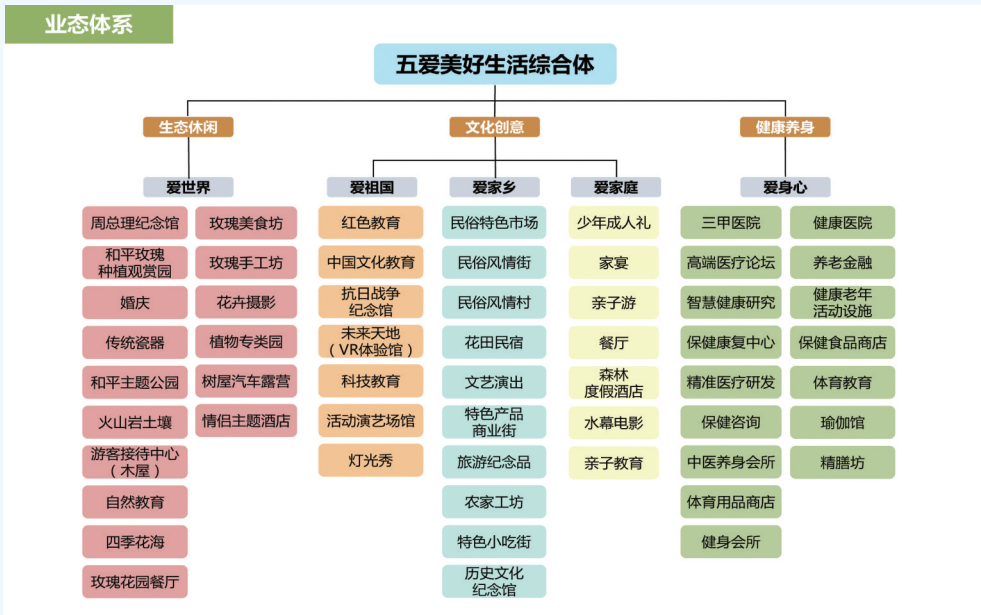 业态体系
五爱美好生活综合体
生态休闲
文化创意
健康养身
爱世界
爱祖国
爱家乡
爱家庭
爱身心
周总理纪念馆
和平玫瑰
种植观赏园
婚庆
传统瓷器
和平主题公园
火山岩土壤
游客接待中心
（木屋）
自然教育
四季花海
玫瑰花园餐厅
玫瑰美食坊
玫瑰手工坊
花卉摄影
植物专类园
树屋汽车露营
情侣主题酒店
红色教育
中国文化教育
抗日战争
纪念馆
未来天地
（VR体验馆）
科技教育
活动演艺场馆
灯光秀
民俗特色市场
民俗风情街
民俗风情村
花田民宿
文艺演出
特色产品
商业街
旅游纪念品
农家工坊
特色小吃街
历史文化
纪念馆
少年成人礼
家宴
亲子游
餐厅
森林
度假酒店
水幕电影
亲子教育
三甲医院
高端医疗论坛
智慧健康研究
保健康复中心
精准医疗研发
保健咨询
中医养身会所
体育用品商店
健身会所
健康医院
养老金融
健康老年
活动设施
保健食品商店
体育教育
瑜伽馆
精膳坊